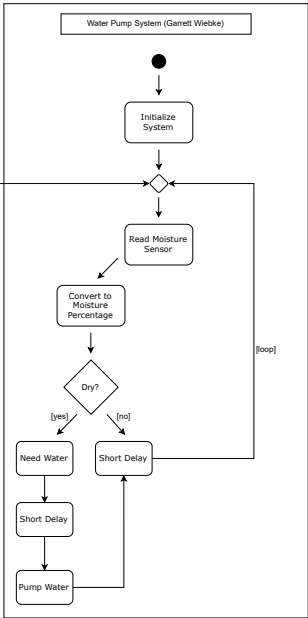 Water Pump System (Garrett Wiebke)
Initialize
System
Read Moisture
Sensor
Convert to
Moisture
Percentage
Dry?
[yes]
[no]
[loop]
Need Water
Short Delay
Short Delay
Pump Water